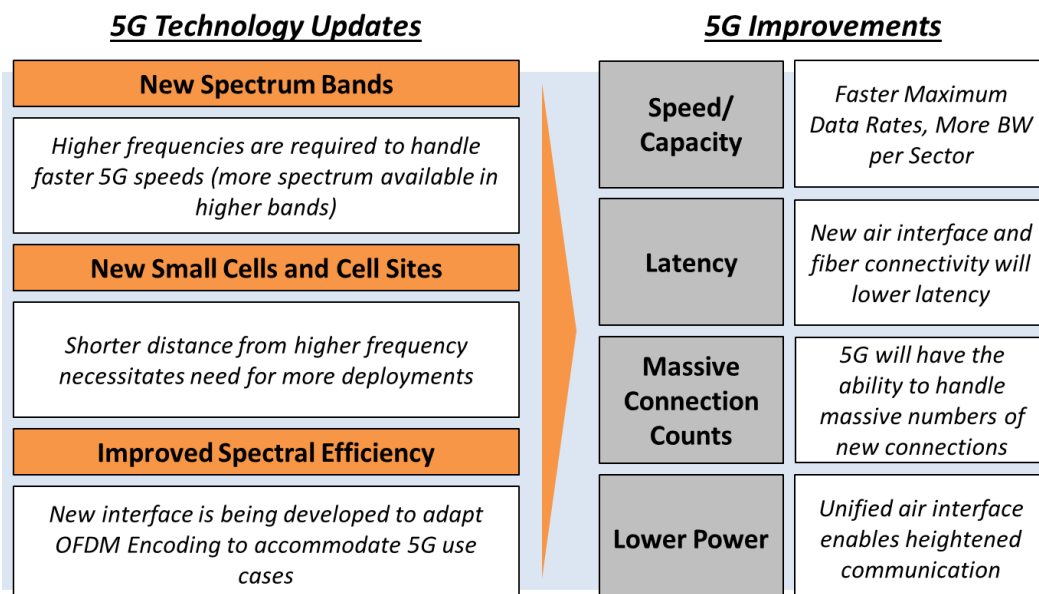 5G Technology Updates
New Spectrum Bands
Higher frequencies are required to handle
faster 5G speeds (more spectrum available in
higher bands)
New Small Cells and Cell Sites
Shorter distance from higher frequency
necessitates need for more deployments
Improved Spectral Efficiency
New interface is being developed to adapt
OFDM Encoding to accommodate 5G use
cases
5G Improvements
Speed/
Capacity
Faster Maximum
Data Rates, More BW
per Sector
Latency
New air interface and
fiber connectivity will
lower latency
Massive
Connection
Counts
5G will have the
ability to handle
massive numbers of
new connections
Lower Power
Unified air interface
enables heightened
communication